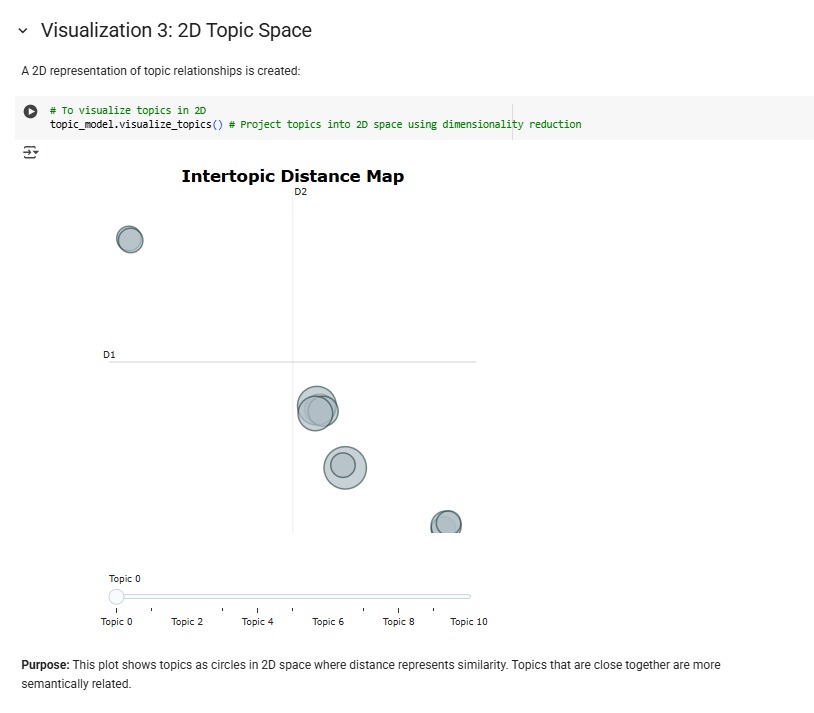 Visualization 3: 2D Topic Space
A 2D representation of topic relationships is created:
# To visualize topics in 2D
topic_model.visualize_topics() # Project topics into 2D space using dimensionality reduction
Intertopic Distance Map
D2
D1
Topic 0
Topic 0 Topic 2 Topic 4 Topic 6 Topic 8 Topic 10
Purpose: This plot shows topics as circles in 2D space where distance represents similarity. Topics that are close together are more
semantically related.